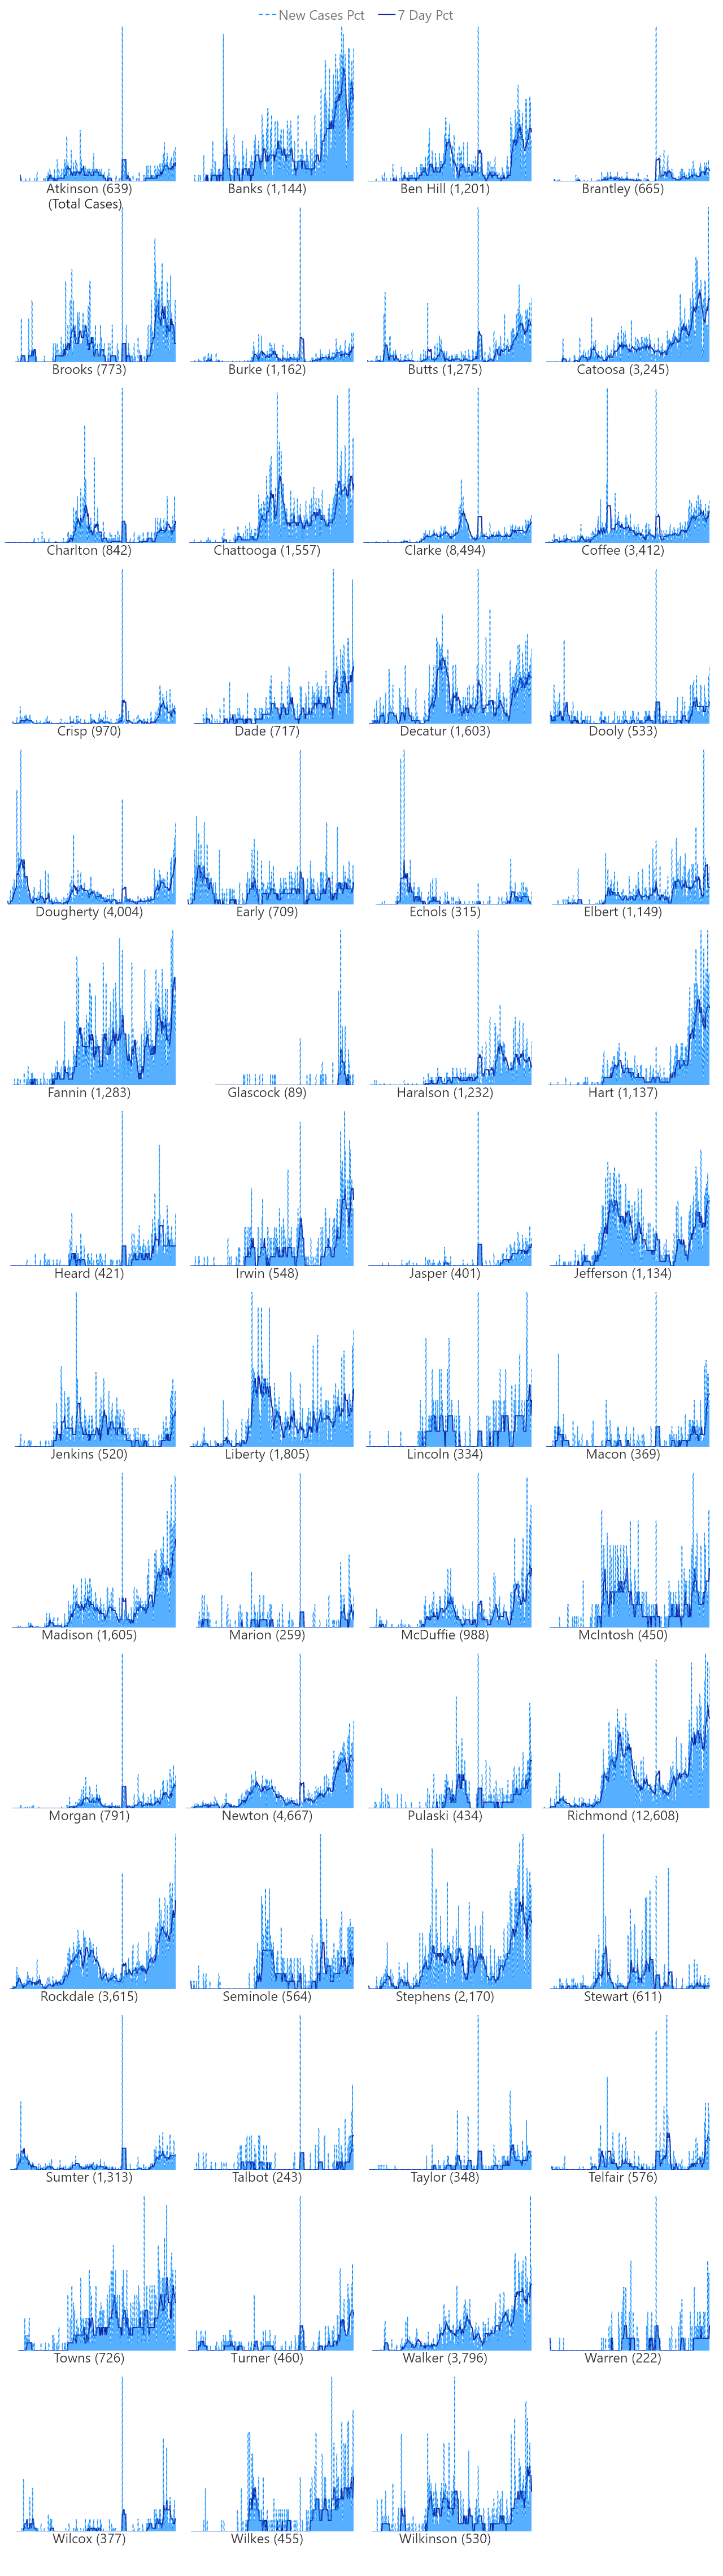 New Cases Pct 7 Day Pct
Atkinson (639) Banks (1,144) Ben Hill (1,201) Brantley (665)
(Total Cases)
Brooks (773) Burke (1,162) Butts (1,275) Catoosa (3,245)
Charlton (842) Chattooga (1,557) Clarke (8,494) Coffee (3,412)
Crisp (970) Dade (717) Decatur (1,603) Dooly (533)
Dougherty (4,004) Early (709) Echols (315) Elbert (1,149)
Fannin (1,283) Glascock (89) Haralson (1,232) Hart (1,137)
Heard (421) Irwin (548) Jasper (401) Jefferson (1,134)
Jenkins (520) Liberty (1,805) Lincoln (334) Macon (369)
Madison (1,605) Marion (259) McDuffie (988) McIntosh (450)
Morgan (791) Newton (4,667) Pulaski (434) Richmond (12,608)
Rockdale (3,615) Seminole (564) Stephens (2,170) Stewart (611)
Sumter (1,313) Talbot (243) Taylor (348) Telfair (576)
Towns (726) Turner (460) Walker (3,796) Warren (222)
Wilcox (377) Wilkes (455) Wilkinson (530)